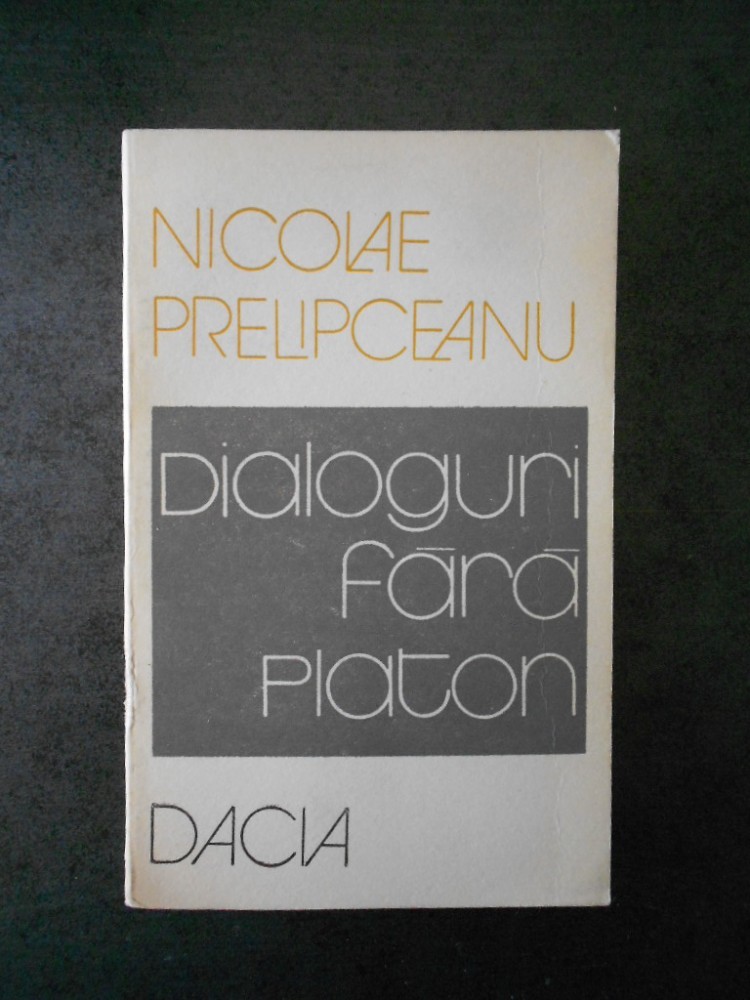 NICOLAE
PRELIPCEANU
Dialoguri
fără
Platon
DACIA